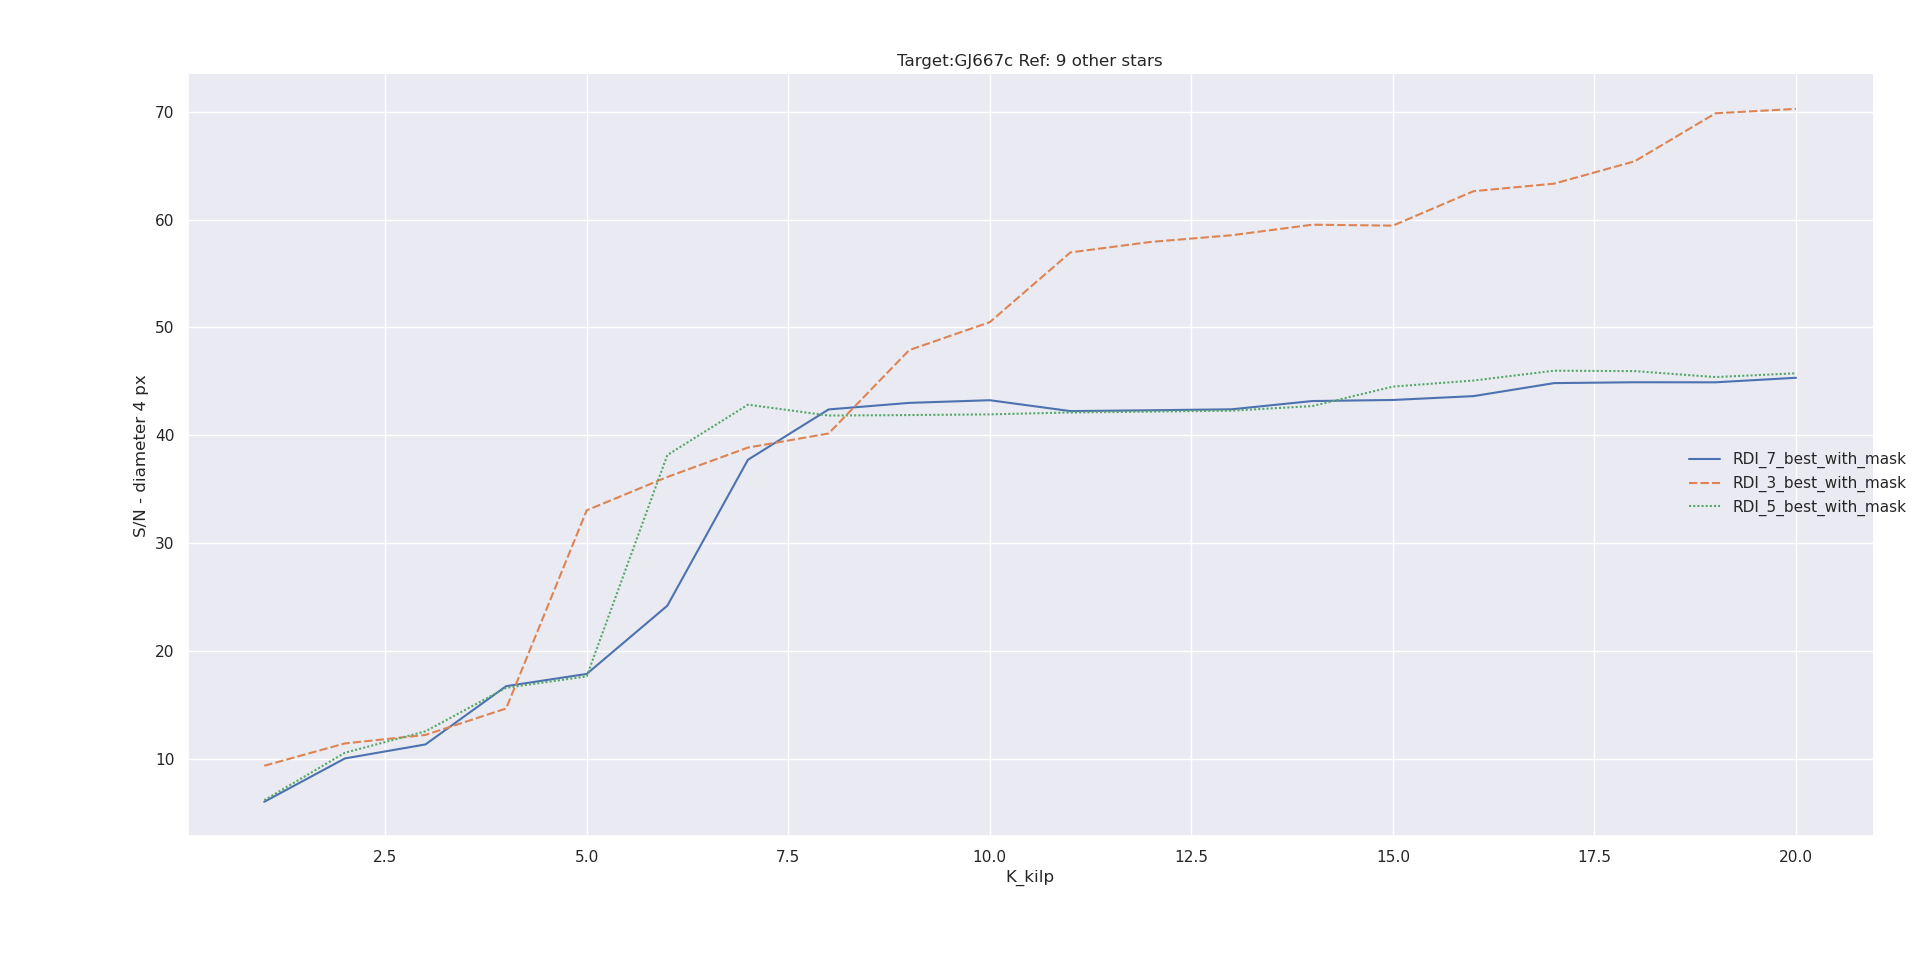 Target:GJ667c Ref: 9 other stars
70
60
50
40
30
20
10
S/N - diameter 4 px
RDI_7_best_with_mask
RDI_3_best_with_mask
RDI_5_best_with_mask
2.5 5.0 7.5 10.0 12.5 15.0 17.5 20.0
K_kilp